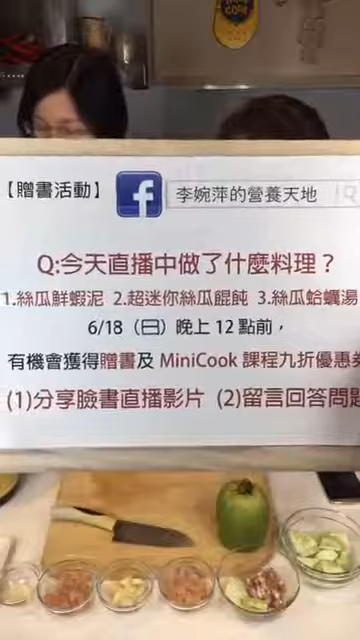 【贈書活動】 f 李婉萍的營養天地
Q:今天直播中做了什麼料理？
1.絲瓜鮮蝦泥 2.超迷你絲瓜餛飩 3.絲瓜蛤蠣湯
6/18（日）晚上12點前，
有機會獲得贈書及 MiniCook 課程九折優惠券
(1)分享臉書直播影片 (2)留言回答問題